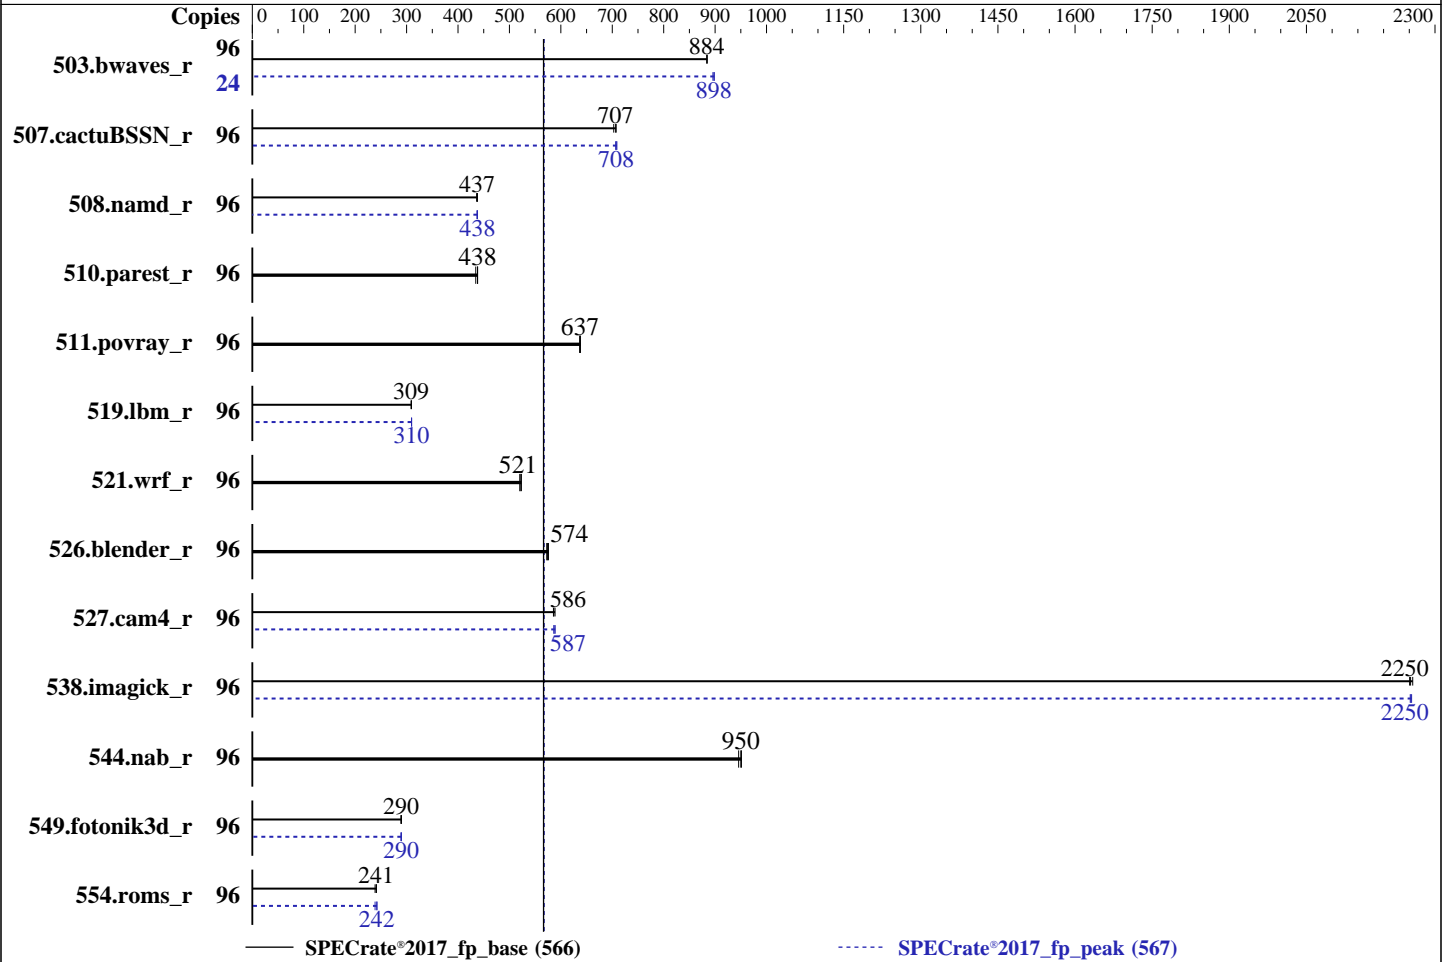 Copies 0 100 200 300 400 500 600 700 800 900 1000 1150 1300 1450 1600 1750 1900 2050 2300
503.bwaves_r 96 884
24 898
507.cactuBSSN_r 96 707
708
508.namd_r 96 437
438
510.parest_r 96 438
511.povray_r 96 637
519.lbm_r 96 309
310
521.wrf_r 96 521
526.blender_r 96 574
527.cam4_r 96 586
587
538.imagick_r 96 2250
2250
544.nab_r 96 950
549.fotonik3d_r 96 290
290
554.roms_r 96 241
242
SPECrate®2017_fp_base (566) SPECrate®2017_fp_peak (567)